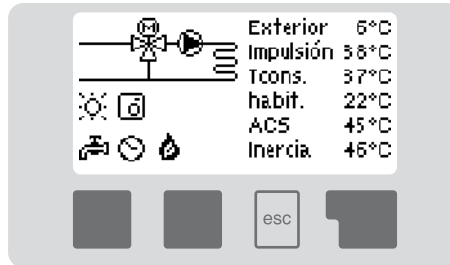 M
Exterior 6°C
Impulsión 38°C
Tcons. 37°C
habit. 22°C
ACS 45°C
Inercia 46°C
esc